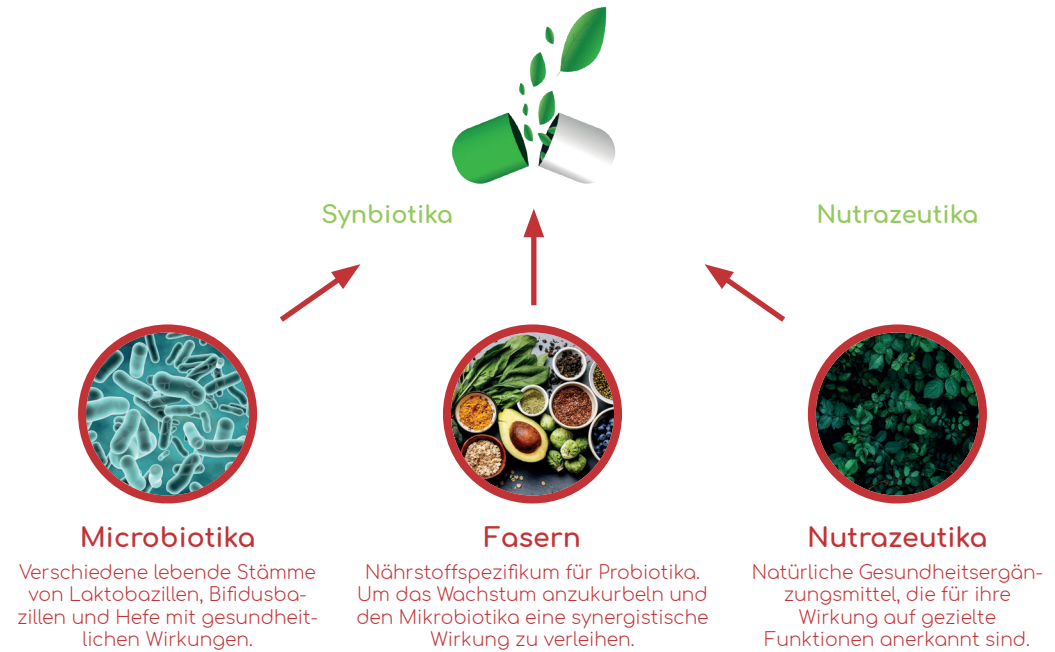 Synbiotika
Nutrazeutika
Microbiotika
Verschiedene lebende Stämme
von Laktobazillen, Bifidusba-
zillen und Hefe mit gesundheit-
lichen Wirkungen.
Fasern
Nährstoffspezifikum für Probiotika.
Um das Wachstum anzukurbeln und
den Mikrobiotika eine synergistische
Wirkung zu verleihen.
Nutrazeutika
Natürliche Gesundheitsergän-
zungsmittel, die für ihre
Wirkung auf gezielte
Funktionen anerkannt sind.